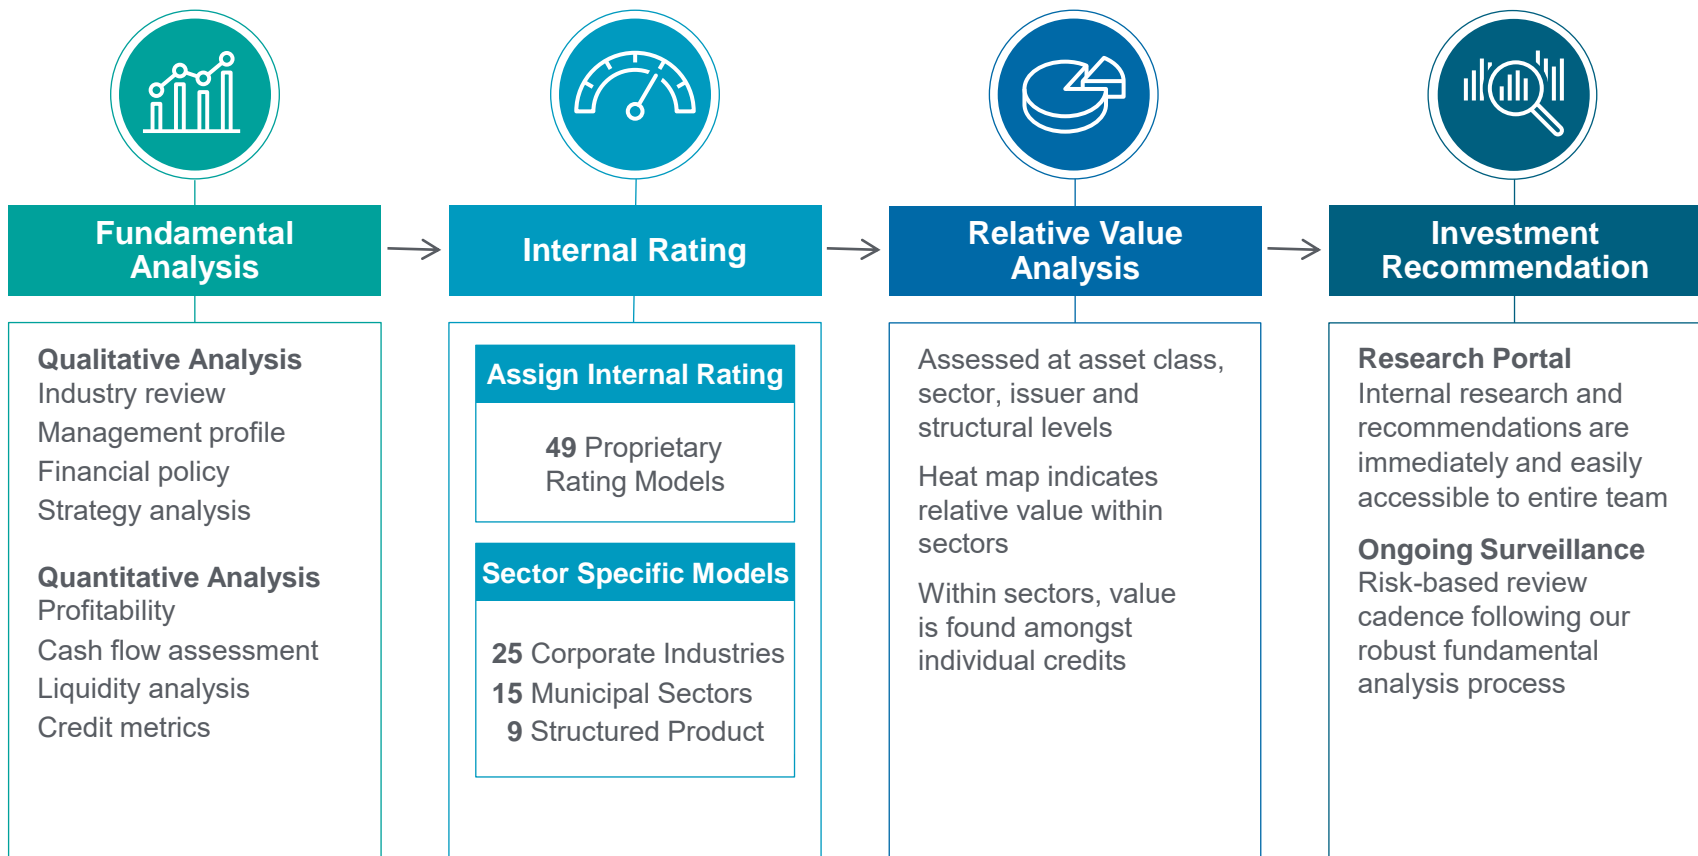 Fundamental
Analysis
Qualitative Analysis
Industry review
Management profile
Financial policy
Strategy analysis
Quantitative Analysis
Profitability
Cash flow assessment
Liquidity analysis
Credit metrics
Internal Rating
Assign Internal Rating
49 Proprietary
Rating Models
Sector Specific Models
25 Corporate Industries
15 Municipal Sectors
9 Structured Product
Relative Value
Analysis
Assessed at asset class,
sector, issuer and
structural levels
Heat map indicates
relative value within
sectors
Within sectors, value
is found amongst
individual credits
Investment
Recommendation
Research Portal
Internal research and
recommendations are
immediately and easily
accessible to entire team
Ongoing Surveillance
Risk-based review
cadence following our
robust fundamental
analysis process